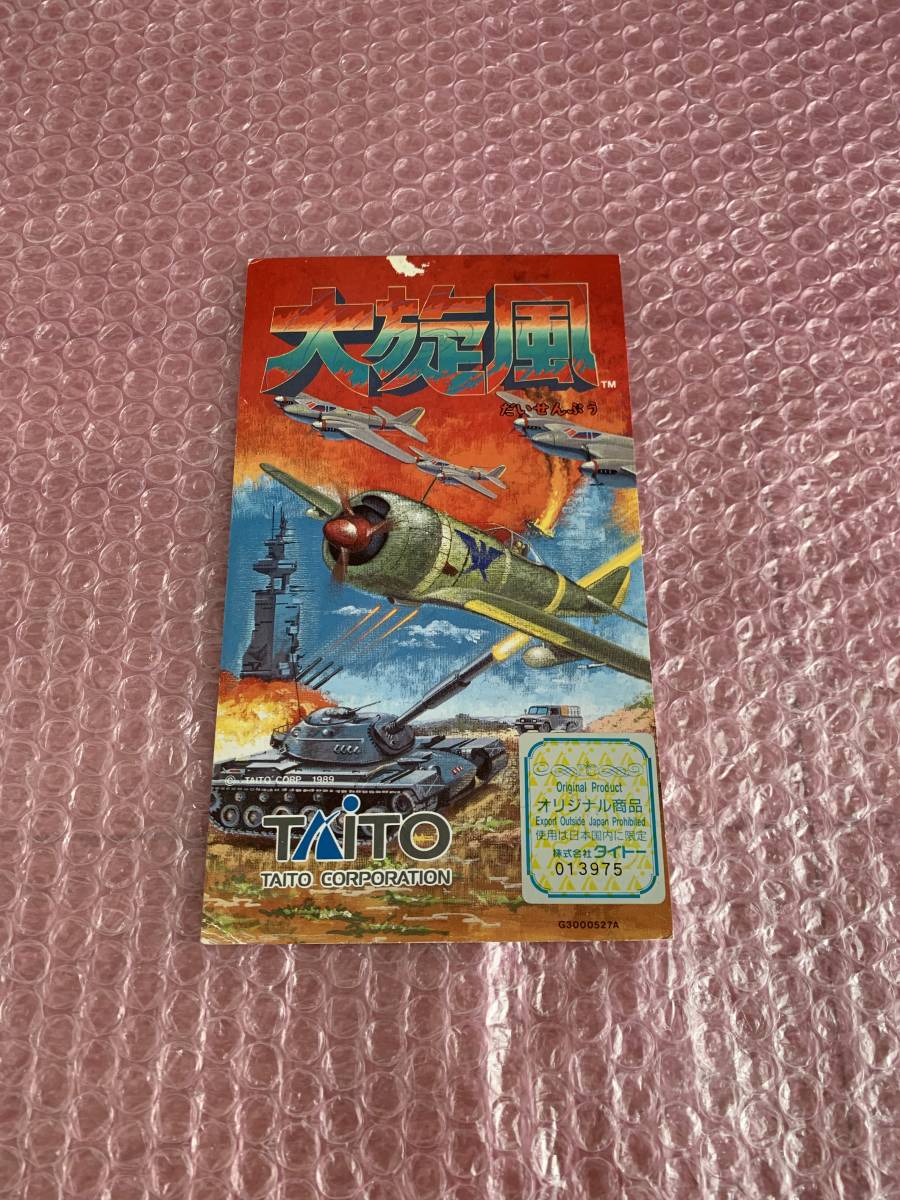 大旋風™
だいせんぷう
© TAITO CORP. 1989
TAITO
TAITO CORPORATION
Original Product
オリジナル商品
Export Outside Japan Prohibited
使用は日本国内に限定
株式会社 タイトー
013975
G3000527A